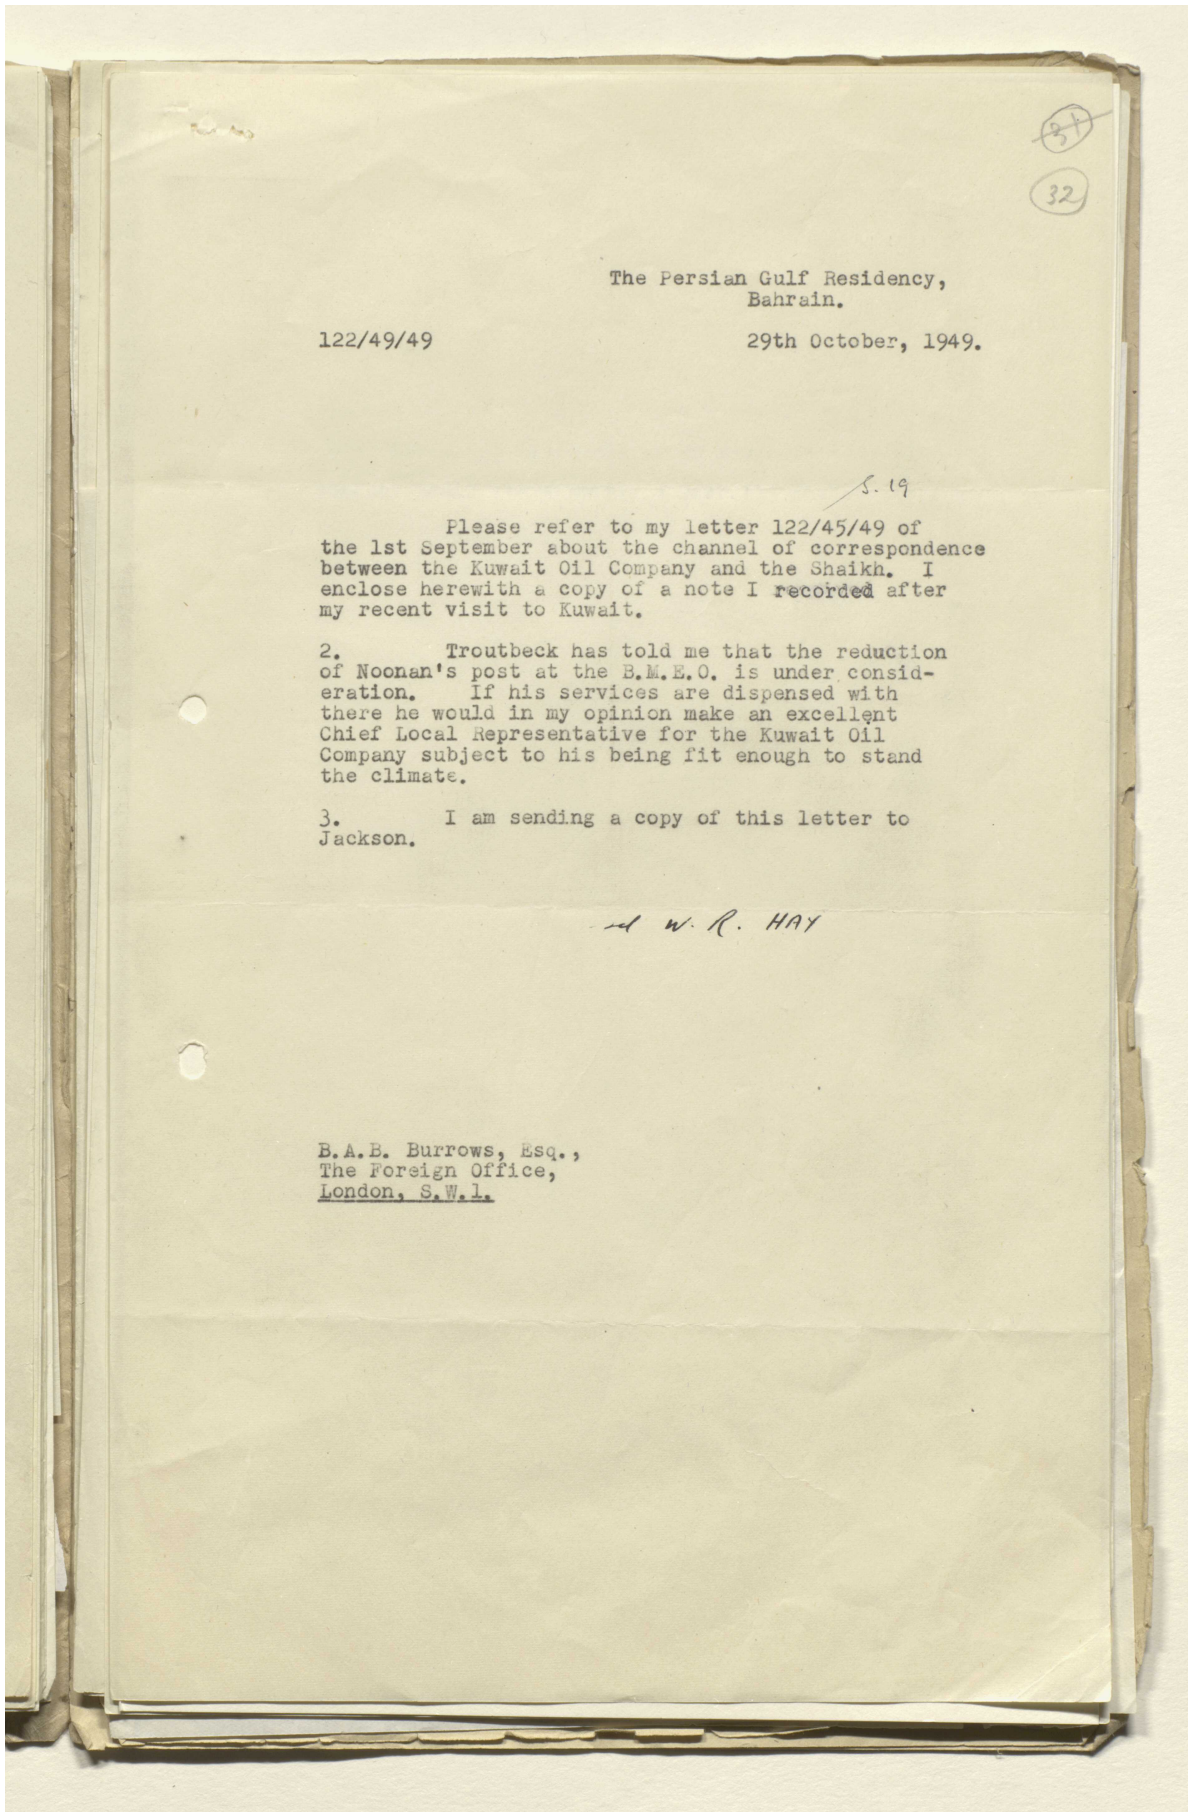 31
32
The Persian Gulf Residency,
Bahrain.
122/49/49
29th October, 1949.
S. 19
Please refer to my letter 122/45/49 of
the 1st September about the channel of correspondence
between the Kuwait Oil Company and the Shaikh. I
enclose herewith a copy of a note I recorded after
my recent visit to Kuwait.
2. Troutbeck has told me that the reduction
of Noonan's post at the B.M.E.O. is under consid-
eration. If his services are dispensed with
there he would in my opinion make an excellent
Chief Local Representative for the Kuwait Oil
Company subject to his being fit enough to stand
the climate.
3. I am sending a copy of this letter to
Jackson.
W. R. HAY
B.A.B. Burrows, Esq.,
The Foreign Office,
London, S.W.1.